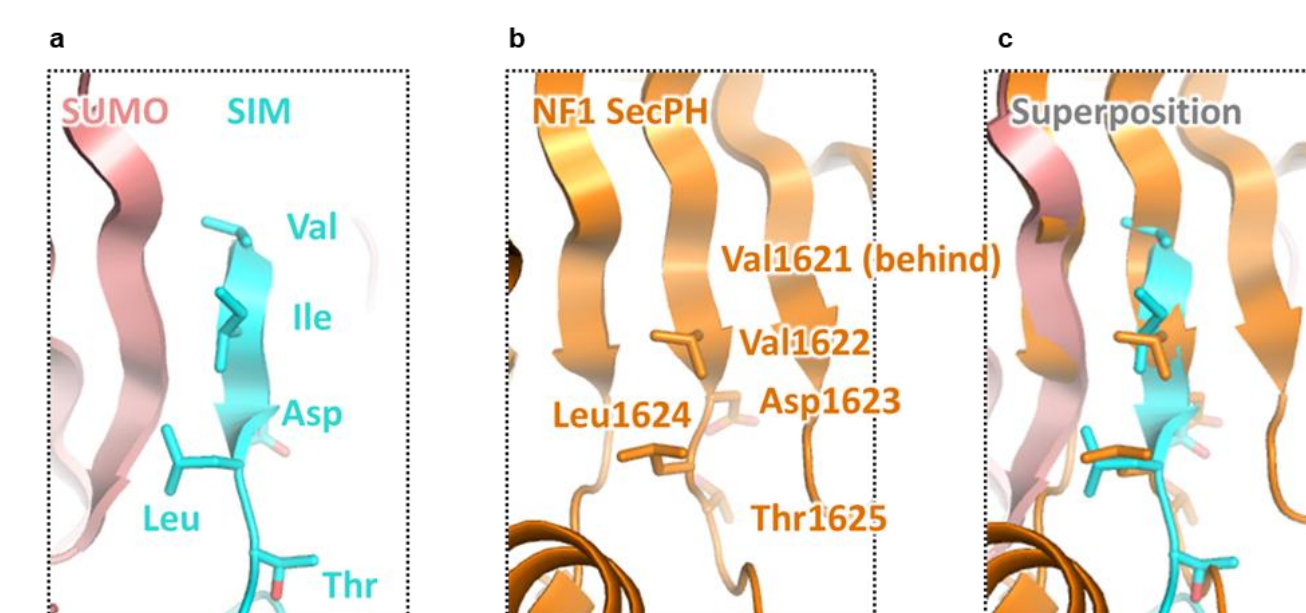 a
SUMO SIM
Val
Ile
Asp
Leu
Thr
b
NF1 SecPH
Val1621 (behind)
Val1622
Asp1623
Leu1624
Thr1625
c
Superposition